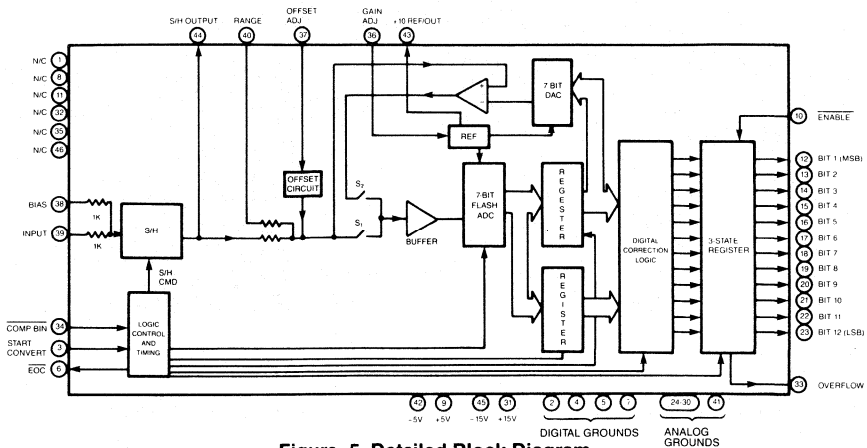 S/H OUTPUT
44
RANGE
40
OFFSET ADJ
37
GAIN ADJ
36
+10 REF/OUT
43
N/C 1
N/C 8
N/C 11
N/C 32
N/C 35
N/C 46
BIAS 38
1K
INPUT 39
1K
S/H
S/H CMD
COMP BIN 34
START CONVERT 3
EOC 6
LOGIC CONTROL AND TIMING
OFFSET CIRCUIT
S2
S1
BUFFER
+
−
REF
7 BIT DAC
7-BIT FLASH ADC
REGESTER
REGISTER
DIGITAL CORRECTION LOGIC
3-STATE REGISTER
10 ENABLE
12 BIT 1 (MSB)
13 BIT 2
14 BIT 3
15 BIT 4
16 BIT 5
17 BIT 6
18 BIT 7
19 BIT 8
20 BIT 9
21 BIT 10
22 BIT 11
23 BIT 12 (LSB)
33 OVERFLOW
42 9 45 31 2 4 5 7 24-30 41
-5V +5V -15V +15V
DIGITAL GROUNDS
ANALOG GROUNDS
Figure 5. Detailed Block Diagram